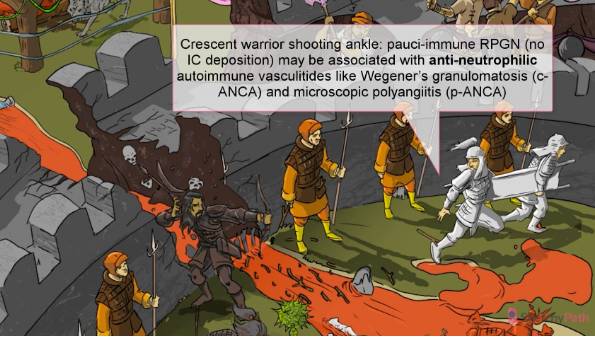 Crescent warrior shooting ankle: pauci-immune RPGN (no
IC deposition) may be associated with anti-neutrophilic
autoimmune vasculitides like Wegener's granulomatosis (c-
ANCA) and microscopic polyangiitis (p-ANCA)
Path